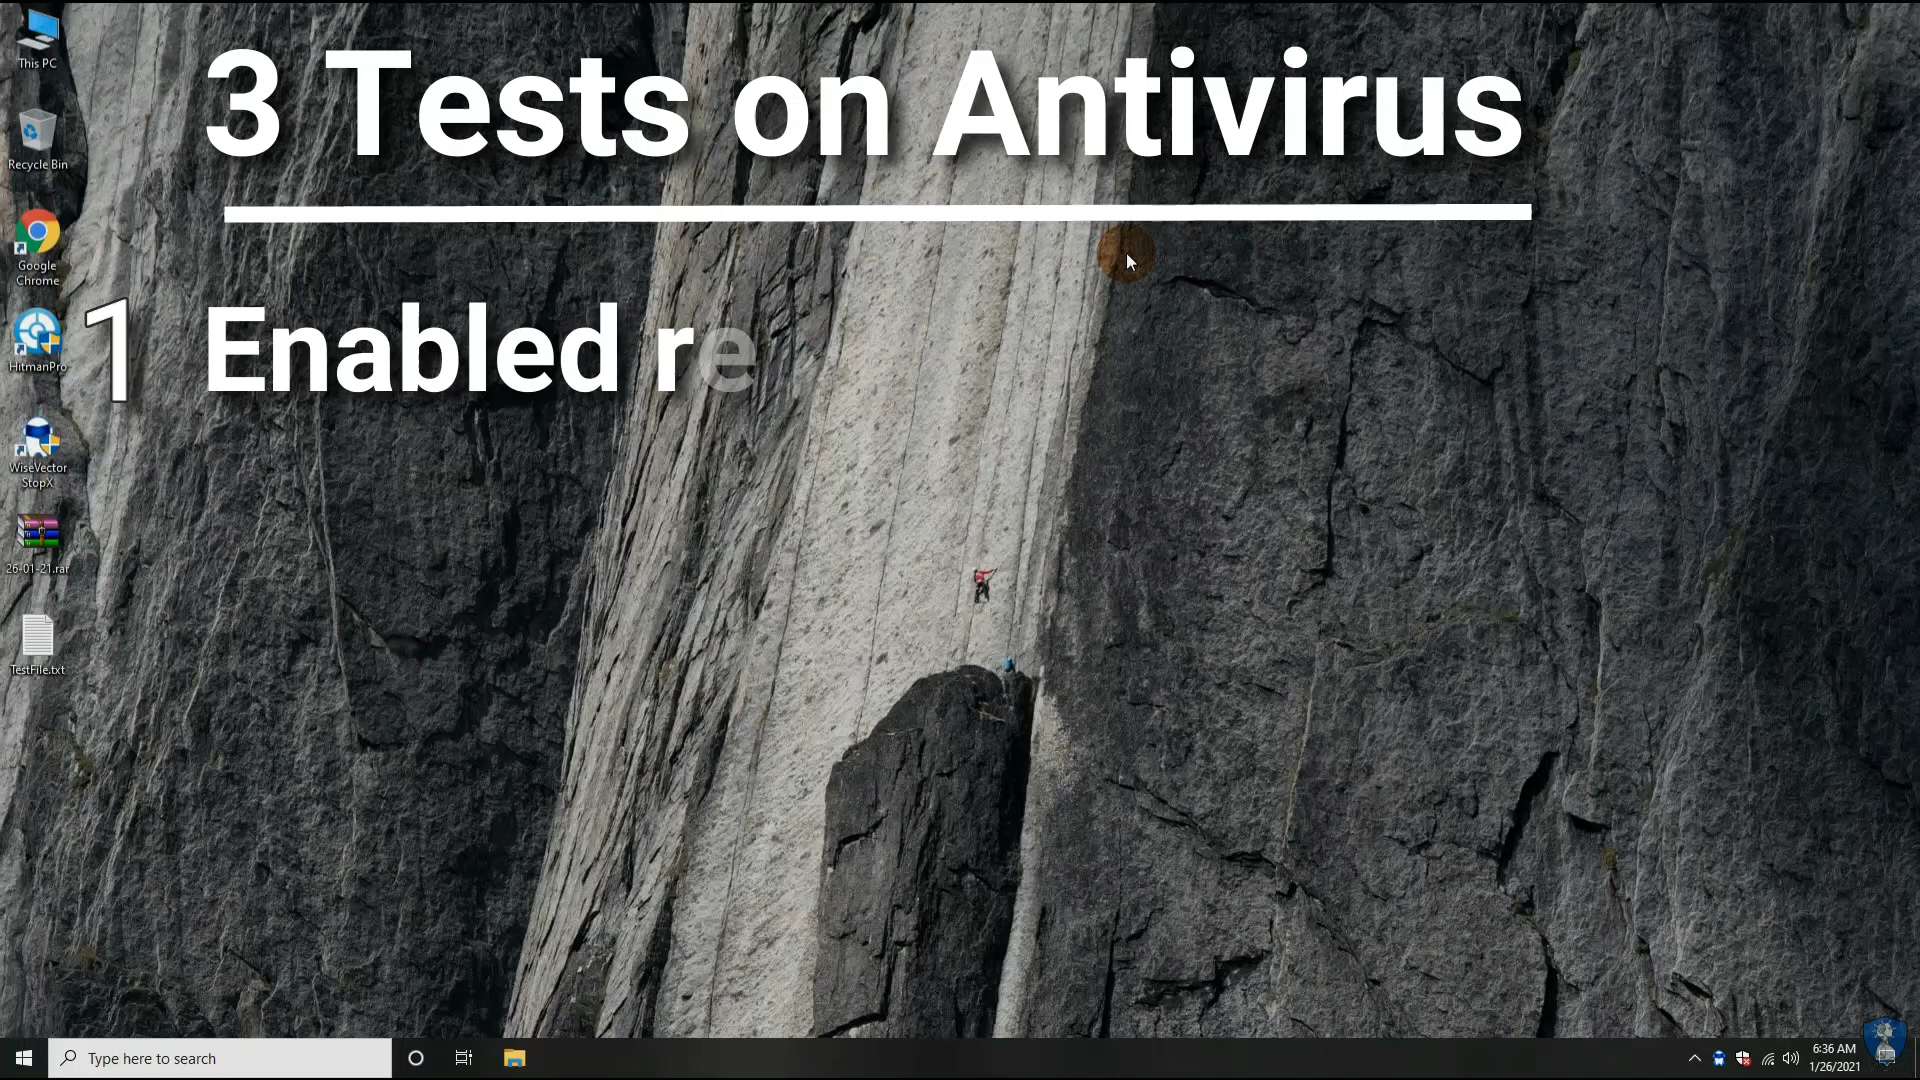 3 Tests on Antivirus
1 Enabled re
This PC
Recycle Bin
Google
Chrome
HitmanPro
WiseVector
StopX
26-01-21.rar
TestFile.txt
Type here to search
6:36 AM
1/26/2021